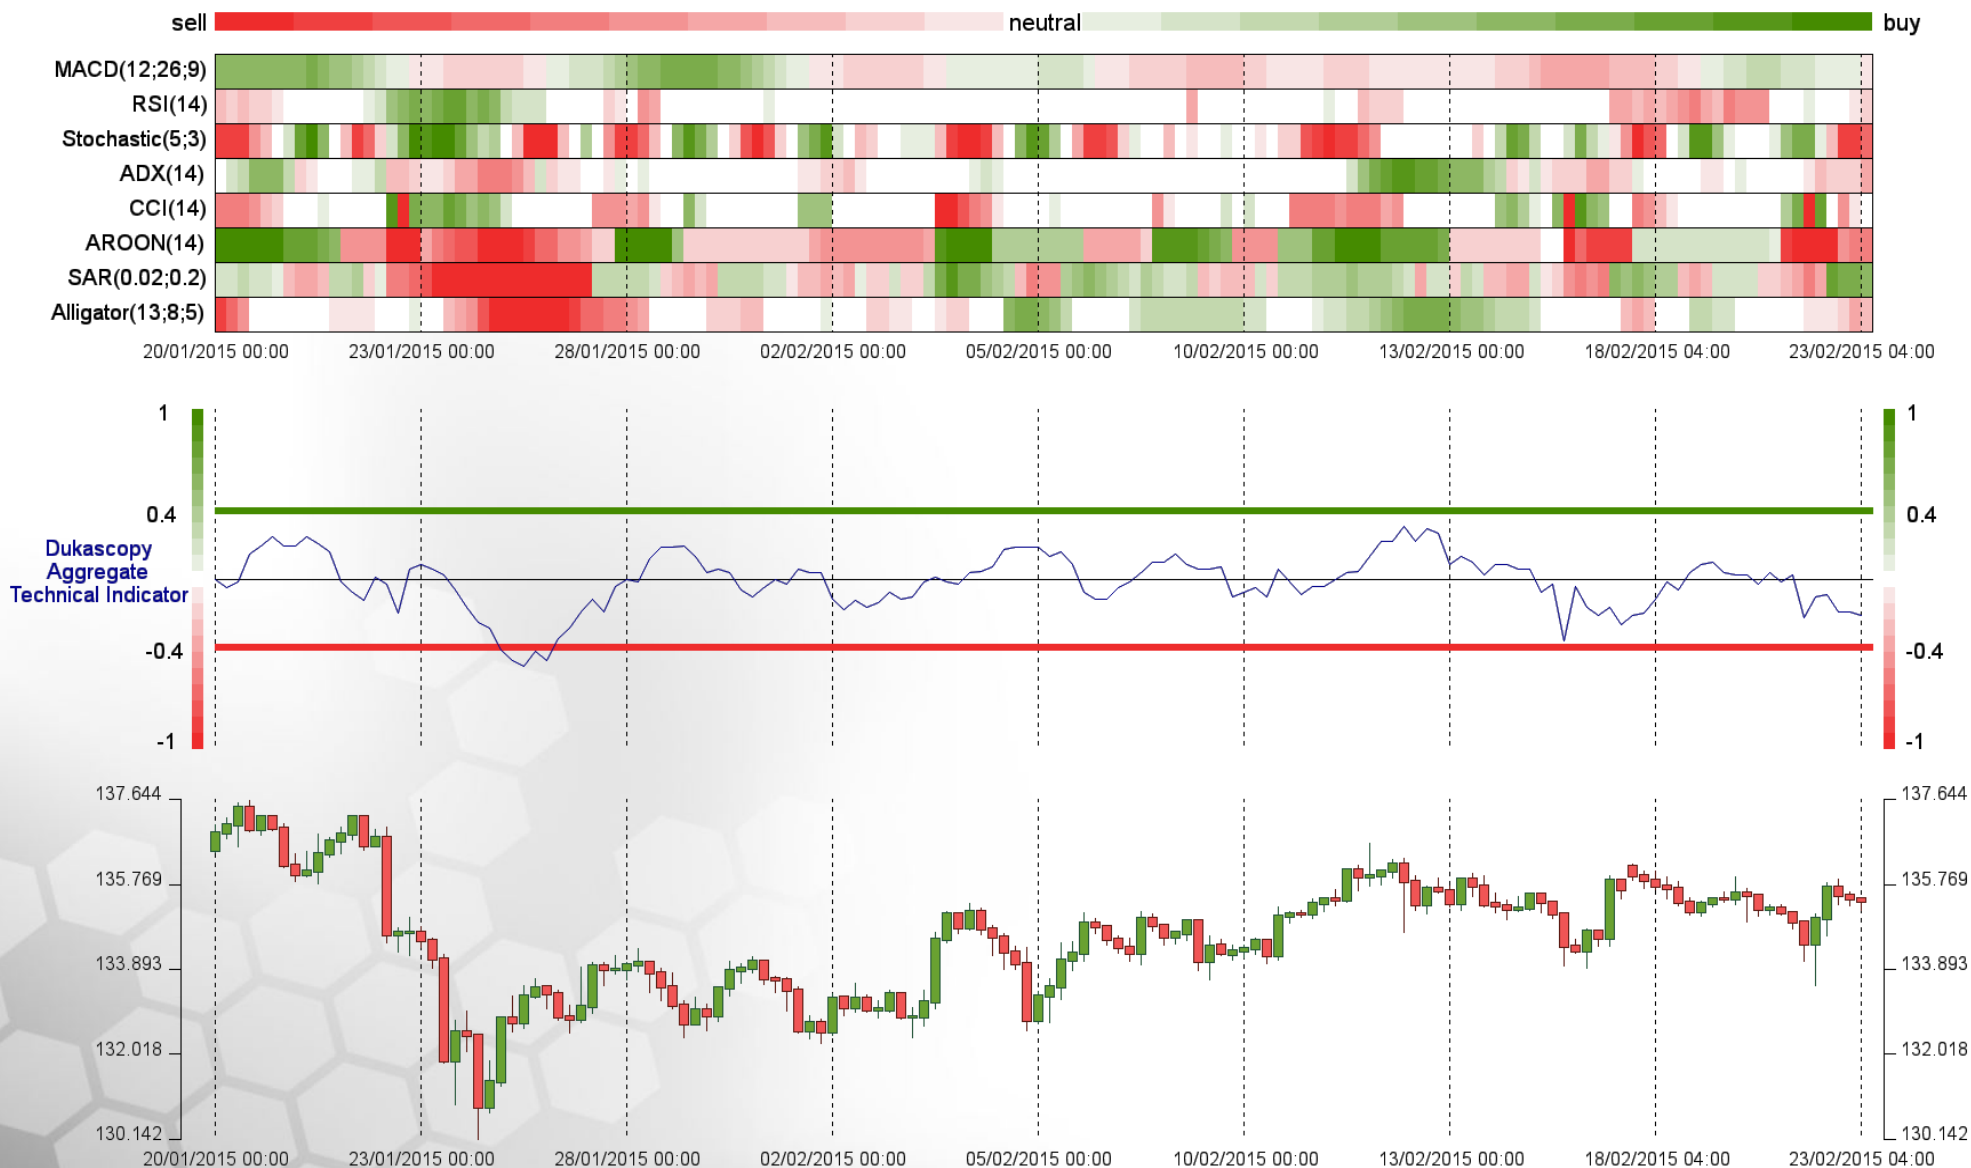 sell neutral buy
MACD(12;26;9)
RSI(14)
Stochastic(5;3)
ADX(14)
CCI(14)
AROON(14)
SAR(0.02;0.2)
Alligator(13;8;5)
20/01/2015 00:00 23/01/2015 00:00 28/01/2015 00:00 02/02/2015 00:00 05/02/2015 00:00 10/02/2015 00:00 13/02/2015 00:00 18/02/2015 04:00 23/02/2015 04:00
1 1
0.4 0.4
Dukascopy
Aggregate
Technical Indicator
-0.4 -0.4
-1 -1
137.644 137.644
135.769 135.769
133.893 133.893
132.018 132.018
130.142 130.142
20/01/2015 00:00 23/01/2015 00:00 28/01/2015 00:00 02/02/2015 00:00 05/02/2015 00:00 10/02/2015 00:00 13/02/2015 00:00 18/02/2015 04:00 23/02/2015 04:00